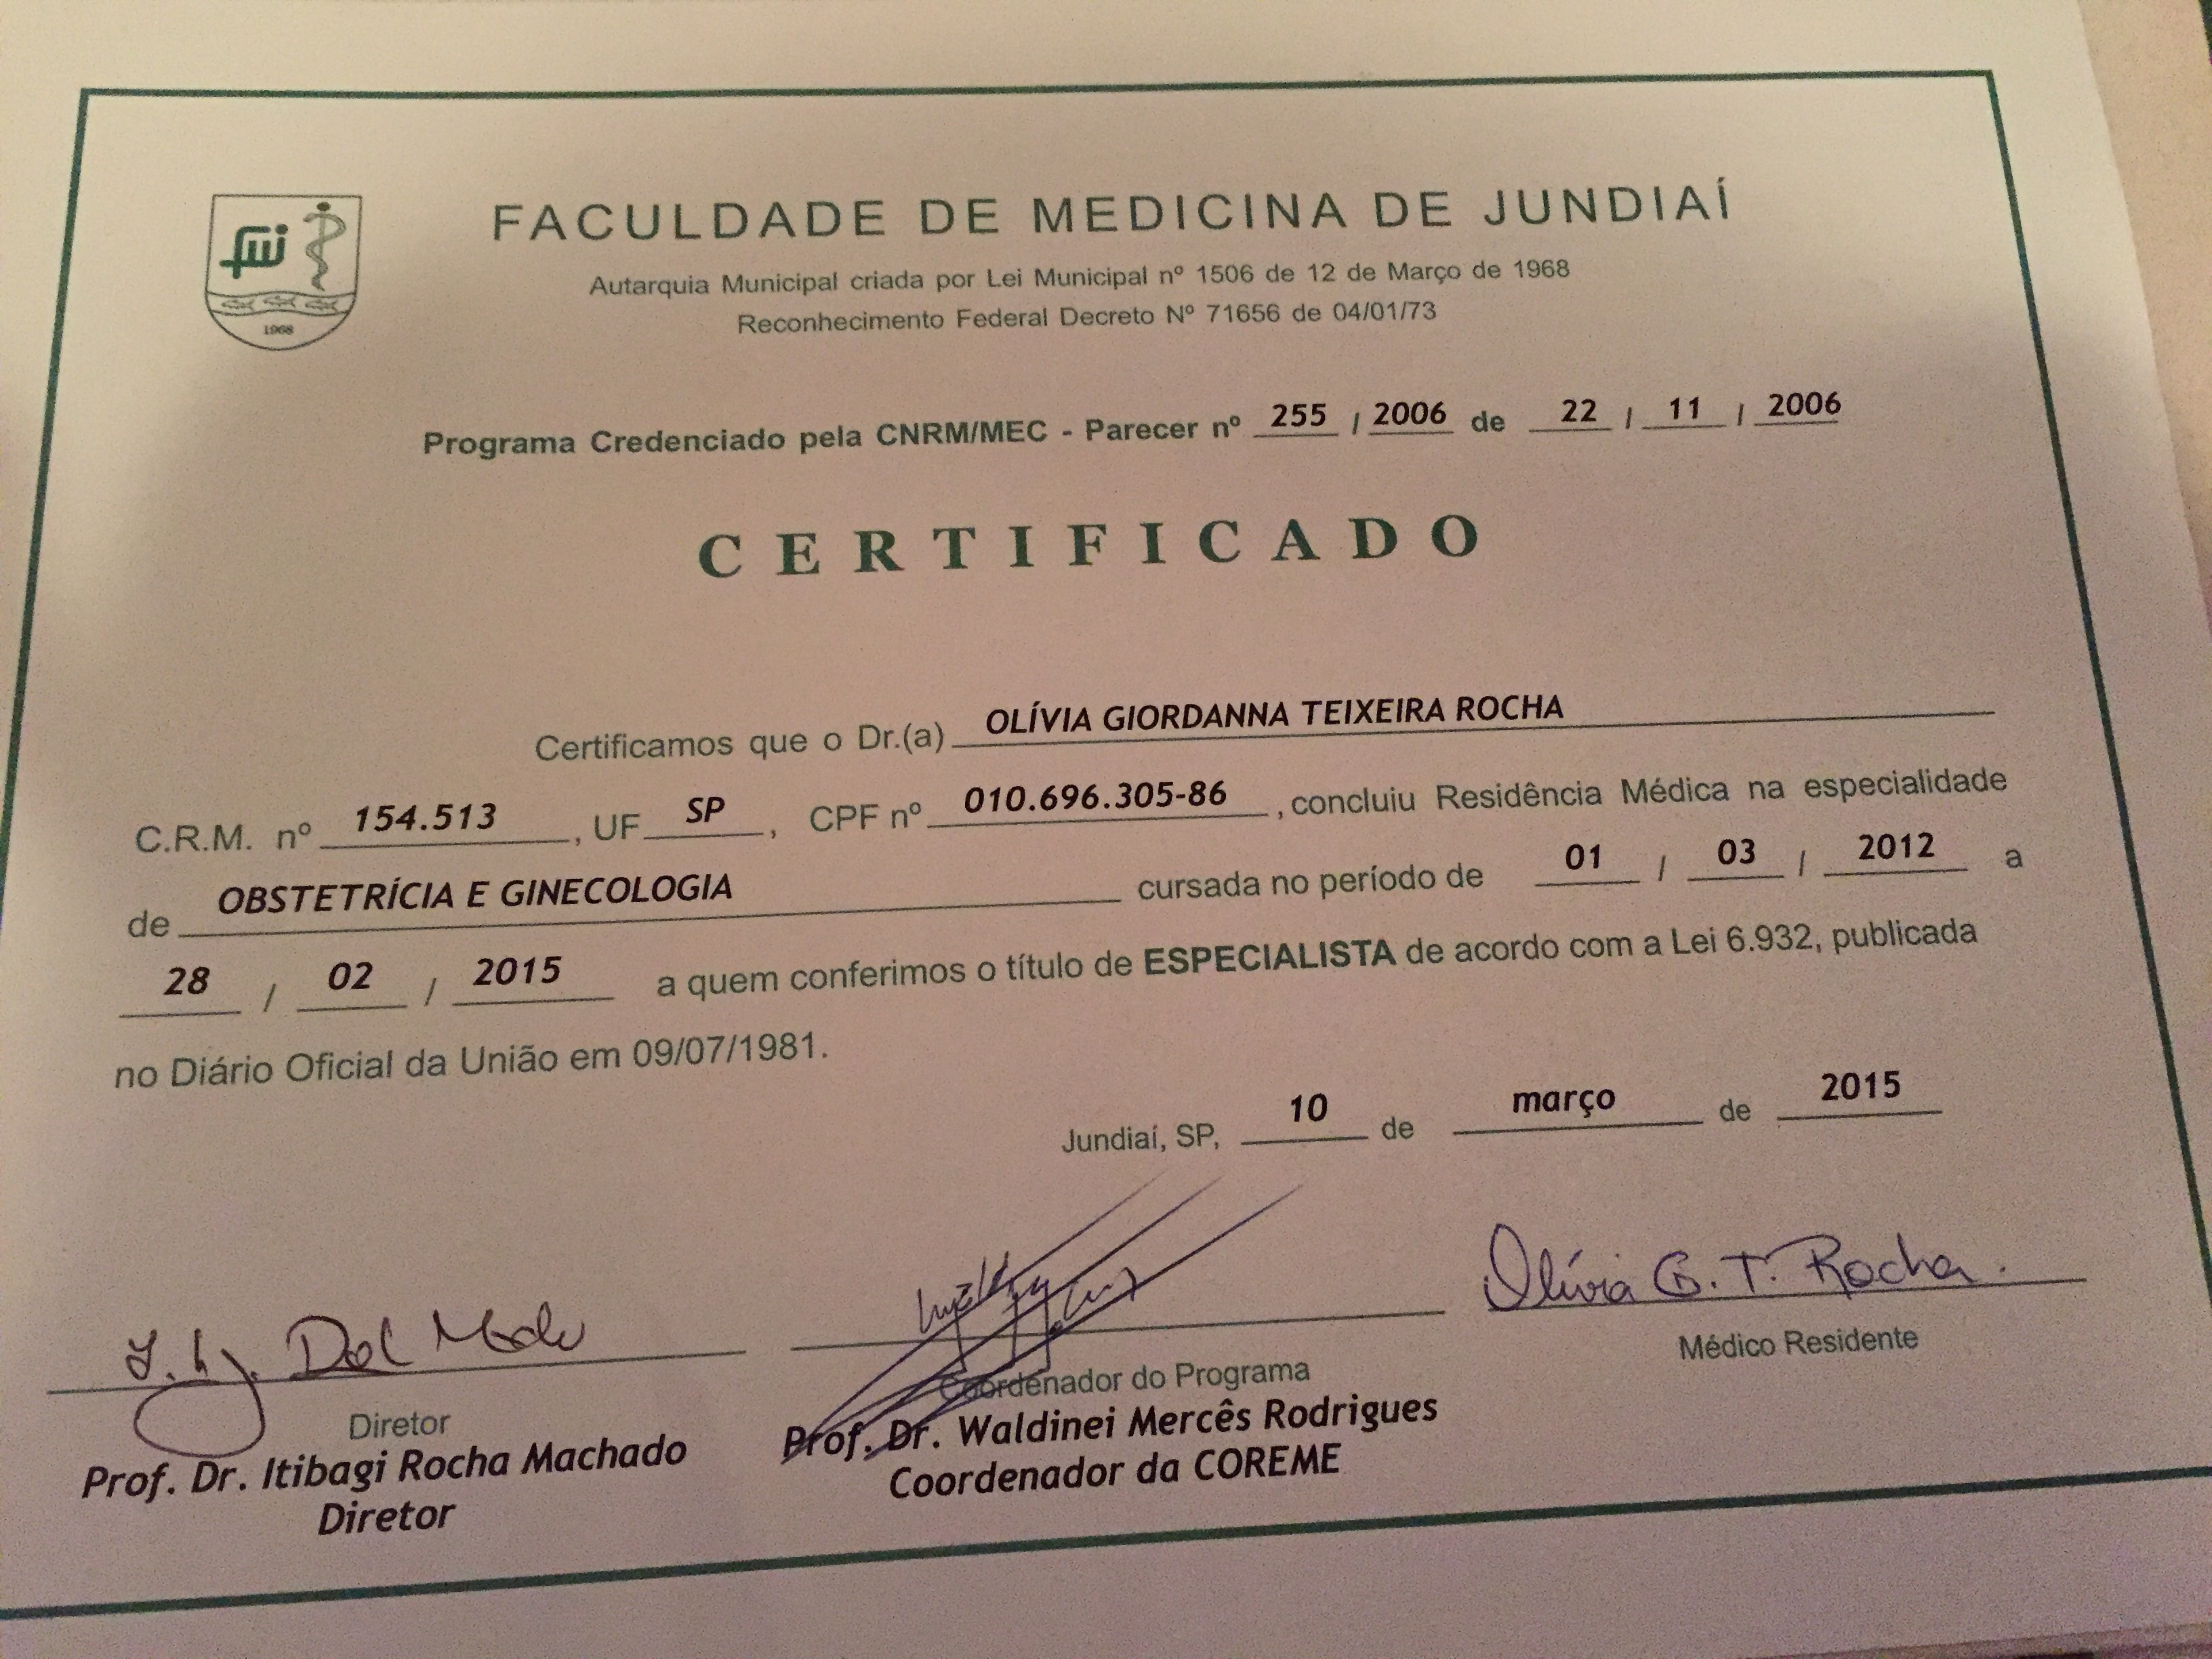 FACULDADE DE MEDICINA DE JUNDIAÍ
fmj
1968
Autarquia Municipal criada por Lei Municipal nº 1506 de 12 de Março de 1968
Reconhecimento Federal Decreto Nº 71656 de 04/01/73
Programa Credenciado pela CNRM/MEC - Parecer nº 255 / 2006 de 22 / 11 / 2006
CERTIFICADO
Certificamos que o Dr.(a) OLÍVIA GIORDANNA TEIXEIRA ROCHA
C.R.M. nº 154.513, UF SP, CPF nº 010.696.305-86, concluiu Residência Médica na especialidade
de OBSTETRÍCIA E GINECOLOGIA cursada no período de 01 / 03 / 2012 a
28 / 02 / 2015 a quem conferimos o título de ESPECIALISTA de acordo com a Lei 6.932, publicada
no Diário Oficial da União em 09/07/1981.
Jundiaí, SP, 10 de março de 2015
Olívia G. T. Rocha.
Diretor
Prof. Dr. Itibagi Rocha Machado
Diretor
Coordenador do Programa
Prof. Dr. Waldinei Mercês Rodrigues
Coordenador da COREME
Médico Residente